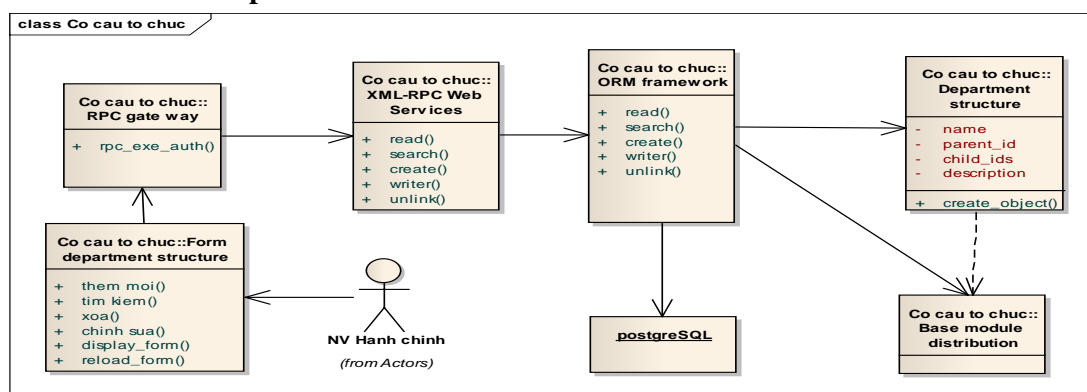 class Co cau to chuc
Co cau to chuc::
RPC gate way
+ rpc_exe_auth()
Co cau to chuc::
XML-RPC Web
Services
+ read()
+ search()
+ create()
+ writer()
+ unlink()
Co cau to chuc::
ORM framework
+ read()
+ search()
+ create()
+ writer()
+ unlink()
Co cau to chuc::
Department
structure
- name
- parent_id
- child_ids
- description
+ create_object()
Co cau to chuc::Form
department structure
+ them moi()
+ tim kiem()
+ xoa()
+ chinh sua()
+ display_form()
+ reload_form()
NV Hanh chinh
(from Actors)
postgreSQL
Co cau to chuc::
Base module
distribution